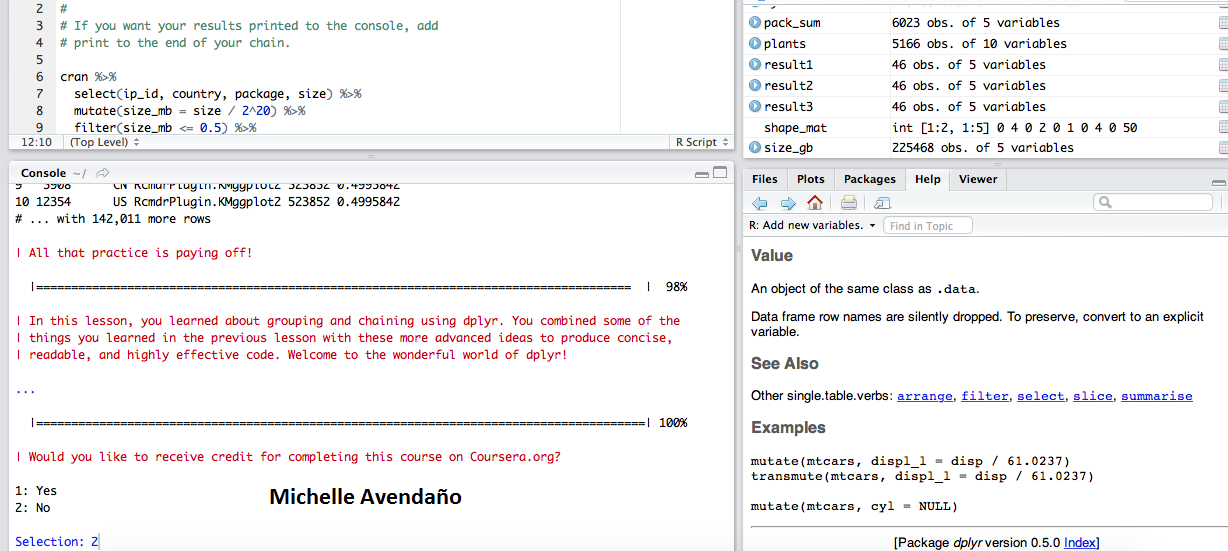 2 #
3 # If you want your results printed to the console, add
4 # print to the end of your chain.
5
6 cran %>%
7 select(ip_id, country, package, size) %>%
8 mutate(size_mb = size / 2^20) %>%
9 filter(size_mb <= 0.5) %>%
12:10 (Top Level) R Script
Console ~/
9 5908 CN RcmdrPlugin.KMggplot2 523852 0.4995842
10 12354 US RcmdrPlugin.KMggplot2 523852 0.4995842
# ... with 142,011 more rows
| All that practice is paying off!
|===================================================================================== | 98%
| In this lesson, you learned about grouping and chaining using dplyr. You combined some of the
| things you learned in the previous lesson with these more advanced ideas to produce concise,
| readable, and highly effective code. Welcome to the wonderful world of dplyr!
...
|=======================================================================================| 100%
| Would you like to receive credit for completing this course on Coursera.org?
1: Yes
2: No
Michelle Avendaño
Selection: 2
pack_sum 6023 obs. of 5 variables
plants 5166 obs. of 10 variables
result1 46 obs. of 5 variables
result2 46 obs. of 5 variables
result3 46 obs. of 5 variables
shape_mat int [1:2, 1:5] 0 4 0 2 0 1 0 4 0 50
size_gb 225468 obs. of 5 variables
Files Plots Packages Help Viewer
R: Add new variables. Find in Topic
Value
An object of the same class as .data.
Data frame row names are silently dropped. To preserve, convert to an explicit
variable.
See Also
Other single.table.verbs: arrange, filter, select, slice, summarise
Examples
mutate(mtcars, displ_l = disp / 61.0237)
transmute(mtcars, displ_l = disp / 61.0237)
mutate(mtcars, cyl = NULL)
[Package dplyr version 0.5.0 Index]